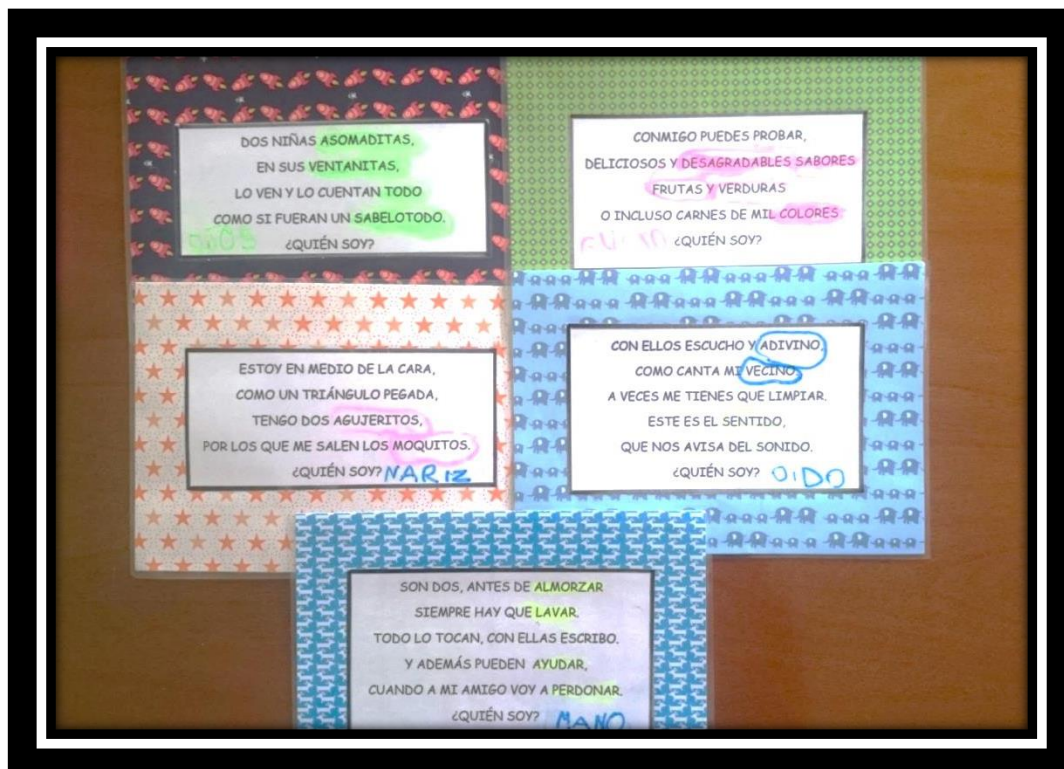 DOS NIÑAS ASOMADITAS,
EN SUS VENTANITAS,
LO VEN Y LO CUENTAN TODO
COMO SI FUERAN UN SABELOTODO.
OJOS
¿QUIÉN SOY?
CONMIGO PUEDES PROBAR,
DELICIOSOS Y DESAGRADABLES SABORES
FRUTAS Y VERDURAS
O INCLUSO CARNES DE MIL COLORES
¿QUIÉN SOY?
ESTOY EN MEDIO DE LA CARA,
COMO UN TRIÁNGULO PEGADA,
TENGO DOS AGUJERITOS,
POR LOS QUE ME SALEN LOS MOQUITOS.
¿QUIÉN SOY? NARIZ
CON ELLOS ESCUCHO Y ADIVINO,
COMO CANTA MI VECINO
A VECES ME TIENES QUE LIMPIAR.
ESTE ES EL SENTIDO,
QUE NOS AVISA DEL SONIDO.
¿QUIÉN SOY? OIDO
SON DOS, ANTES DE ALMORZAR
SIEMPRE HAY QUE LAVAR.
TODO LO TOCAN, CON ELLAS ESCRIBO.
Y ADEMÁS PUEDEN AYUDAR,
CUANDO A MI AMIGO VOY A PERDONAR.
¿QUIÉN SOY? MANO